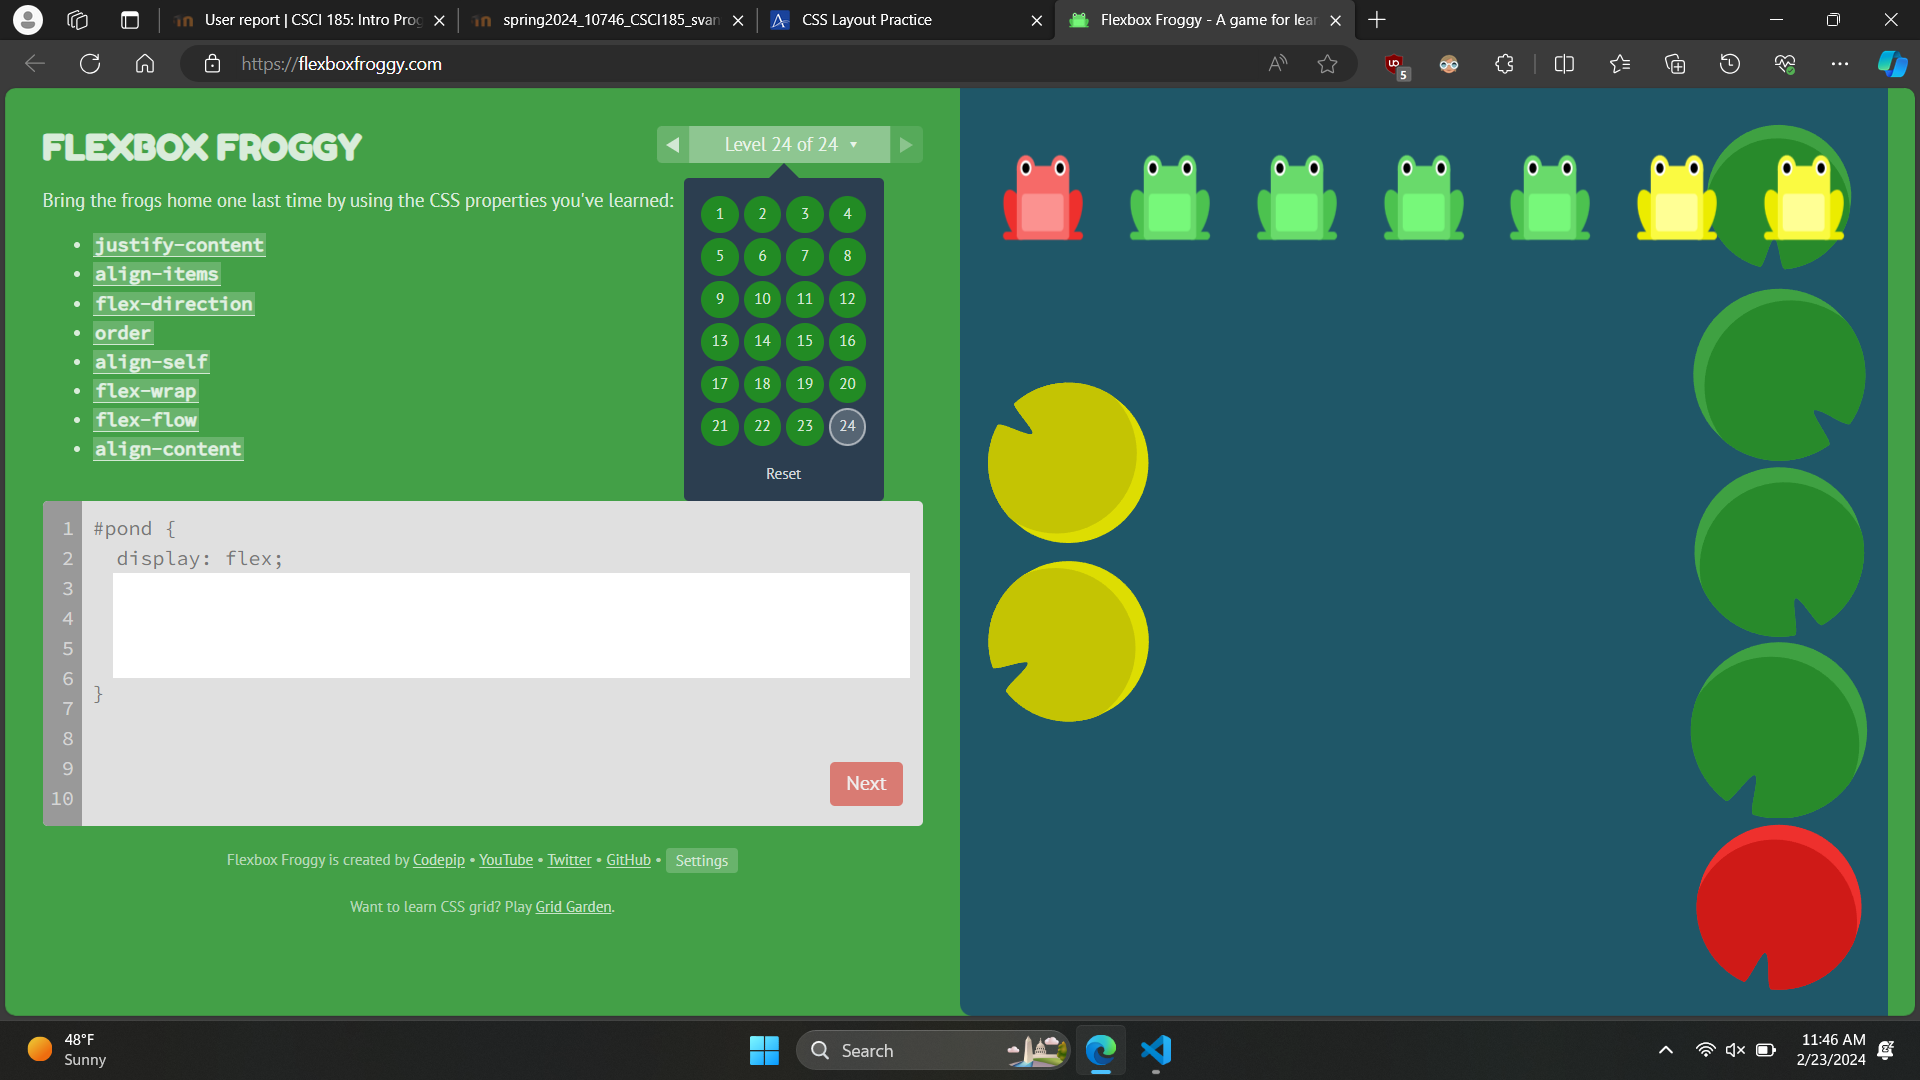 User report | CSCI 185: Intro Prog
spring2024_10746_CSCI185_svan
CSS Layout Practice
Flexbox Froggy - A game for lear
https://flexboxfroggy.com
5
FLEXBOX FROGGY
Level 24 of 24
Bring the frogs home one last time by using the CSS properties you've learned:
justify-content
align-items
flex-direction
order
align-self
flex-wrap
flex-flow
align-content
1 2 3 4
5 6 7 8
9 10 11 12
13 14 15 16
17 18 19 20
21 22 23 24
Reset
1 #pond {
2 display: flex;
3
4
5
6 }
7
8
9
10
Next
Flexbox Froggy is created by Codepip • YouTube • Twitter • GitHub • Settings
Want to learn CSS grid? Play Grid Garden.
48°F
Sunny
Search
11:46 AM
2/23/2024